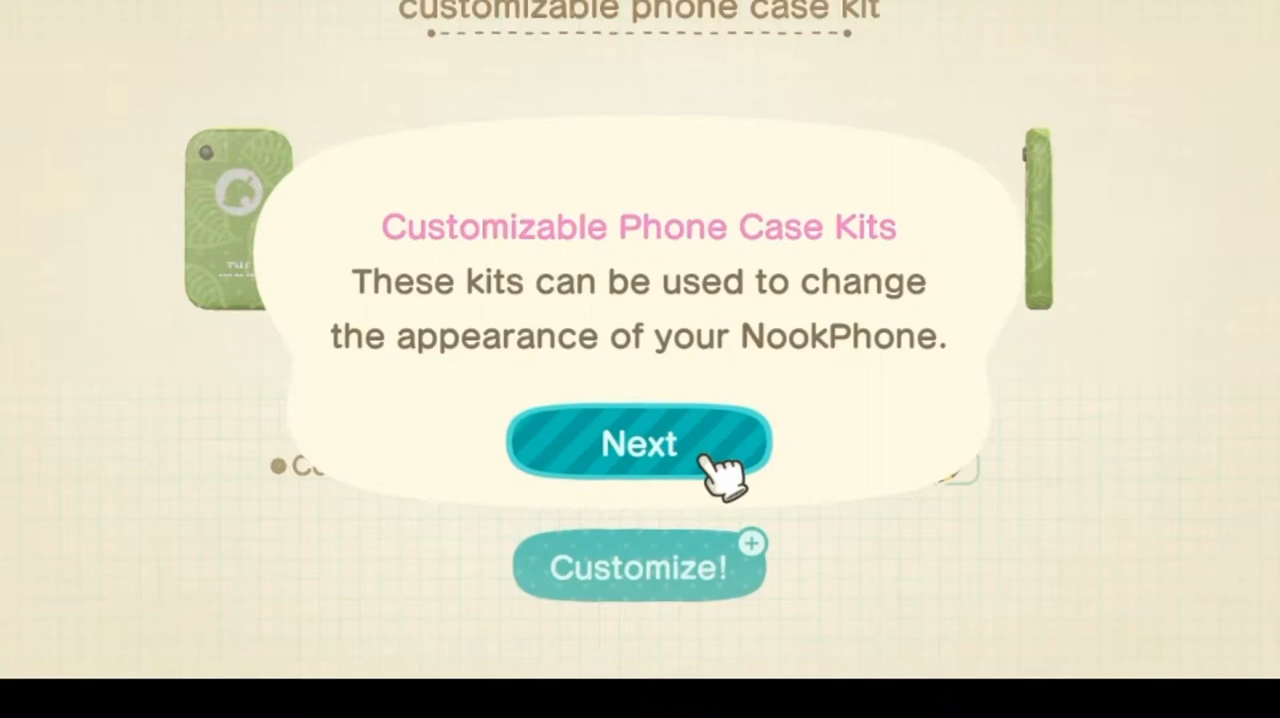 customizable phone case kit
Customizable Phone Case Kits
These kits can be used to change
the appearance of your NookPhone.
Next
Customize!